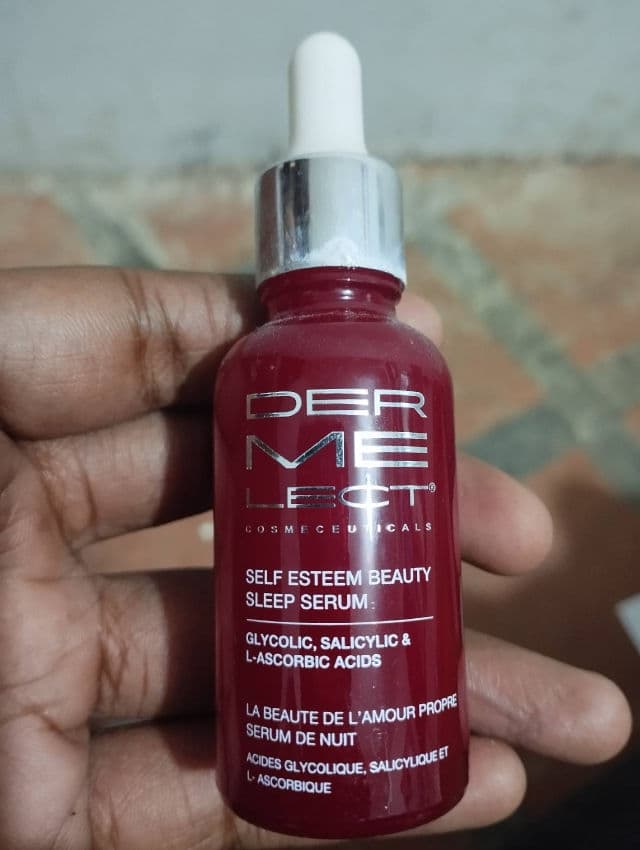 DER
ME
LECT®
COSMECEUTICALS
SELF ESTEEM BEAUTY
SLEEP SERUM
GLYCOLIC, SALICYLIC &
L-ASCORBIC ACIDS
LA BEAUTE DE L'AMOUR PROPRE
SERUM DE NUIT
ACIDES GLYCOLIQUE, SALICYLIQUE ET
L- ASCORBIQUE